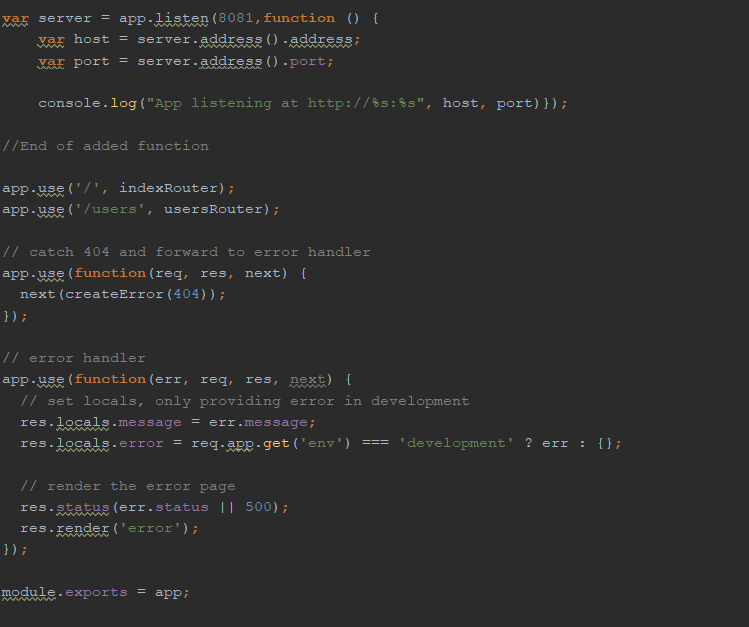 var server = app.listen(8081,function () {
    var host = server.address().address;
    var port = server.address().port;

    console.log("App listening at http://%s:%s", host, port)});

//End of added function

app.use('/', indexRouter);
app.use('/users', usersRouter);

// catch 404 and forward to error handler
app.use(function(req, res, next) {
  next(createError(404));
});

// error handler
app.use(function(err, req, res, next) {
  // set locals, only providing error in development
  res.locals.message = err.message;
  res.locals.error = req.app.get('env') === 'development' ? err : {};

  // render the error page
  res.status(err.status || 500);
  res.render('error');
});

module.exports = app;